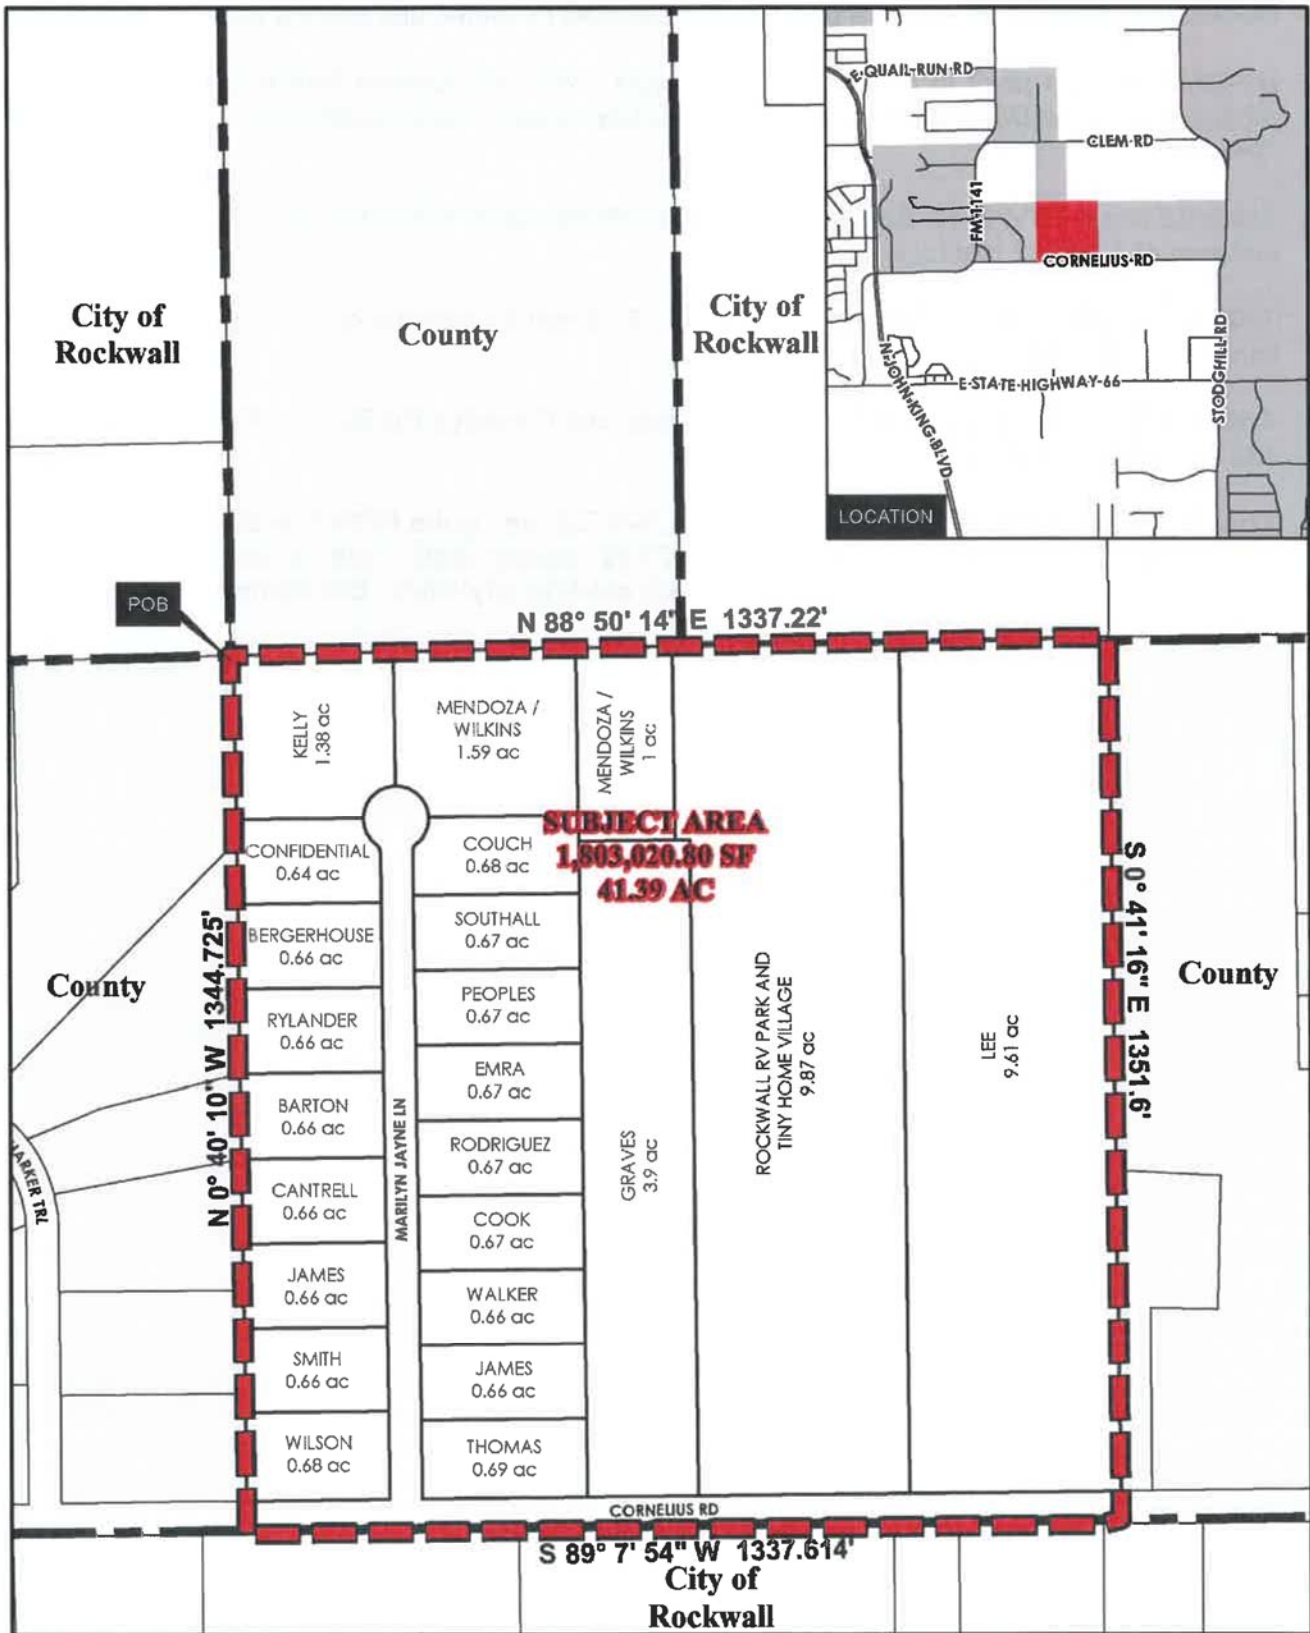 E QUAIL RUN RD
CLEM RD
FM 1141
CORNELIUS RD
STODGHILL RD
N JOHN KING BLVD
E STATE HIGHWAY 66
LOCATION
City of
Rockwall
County
City of
Rockwall
POB
N 88° 50' 14" E 1337.22'
KELLY
1.38 ac
MENDOZA /
WILKINS
1.59 ac
MENDOZA /
WILKINS
1 ac
SUBJECT AREA
1,803,020.80 SF
41.39 AC
CONFIDENTIAL
0.64 ac
BERGERHOUSE
0.66 ac
RYLANDER
0.66 ac
BARTON
0.66 ac
CANTRELL
0.66 ac
JAMES
0.66 ac
SMITH
0.66 ac
WILSON
0.68 ac
MARILYN JAYNE LN
COUCH
0.68 ac
SOUTHALL
0.67 ac
PEOPLES
0.67 ac
EMRA
0.67 ac
RODRIGUEZ
0.67 ac
COOK
0.67 ac
WALKER
0.66 ac
JAMES
0.66 ac
THOMAS
0.69 ac
GRAVES
3.9 ac
ROCKWALL RV PARK AND
TINY HOME VILLAGE
9.87 ac
LEE
9.61 ac
N 0° 40' 10" W 1344.725'
S 0° 41' 16" E 1351.6'
County
County
HARKER TRL
CORNELIUS RD
S 89° 7' 54" W 1337.614'
City of
Rockwall